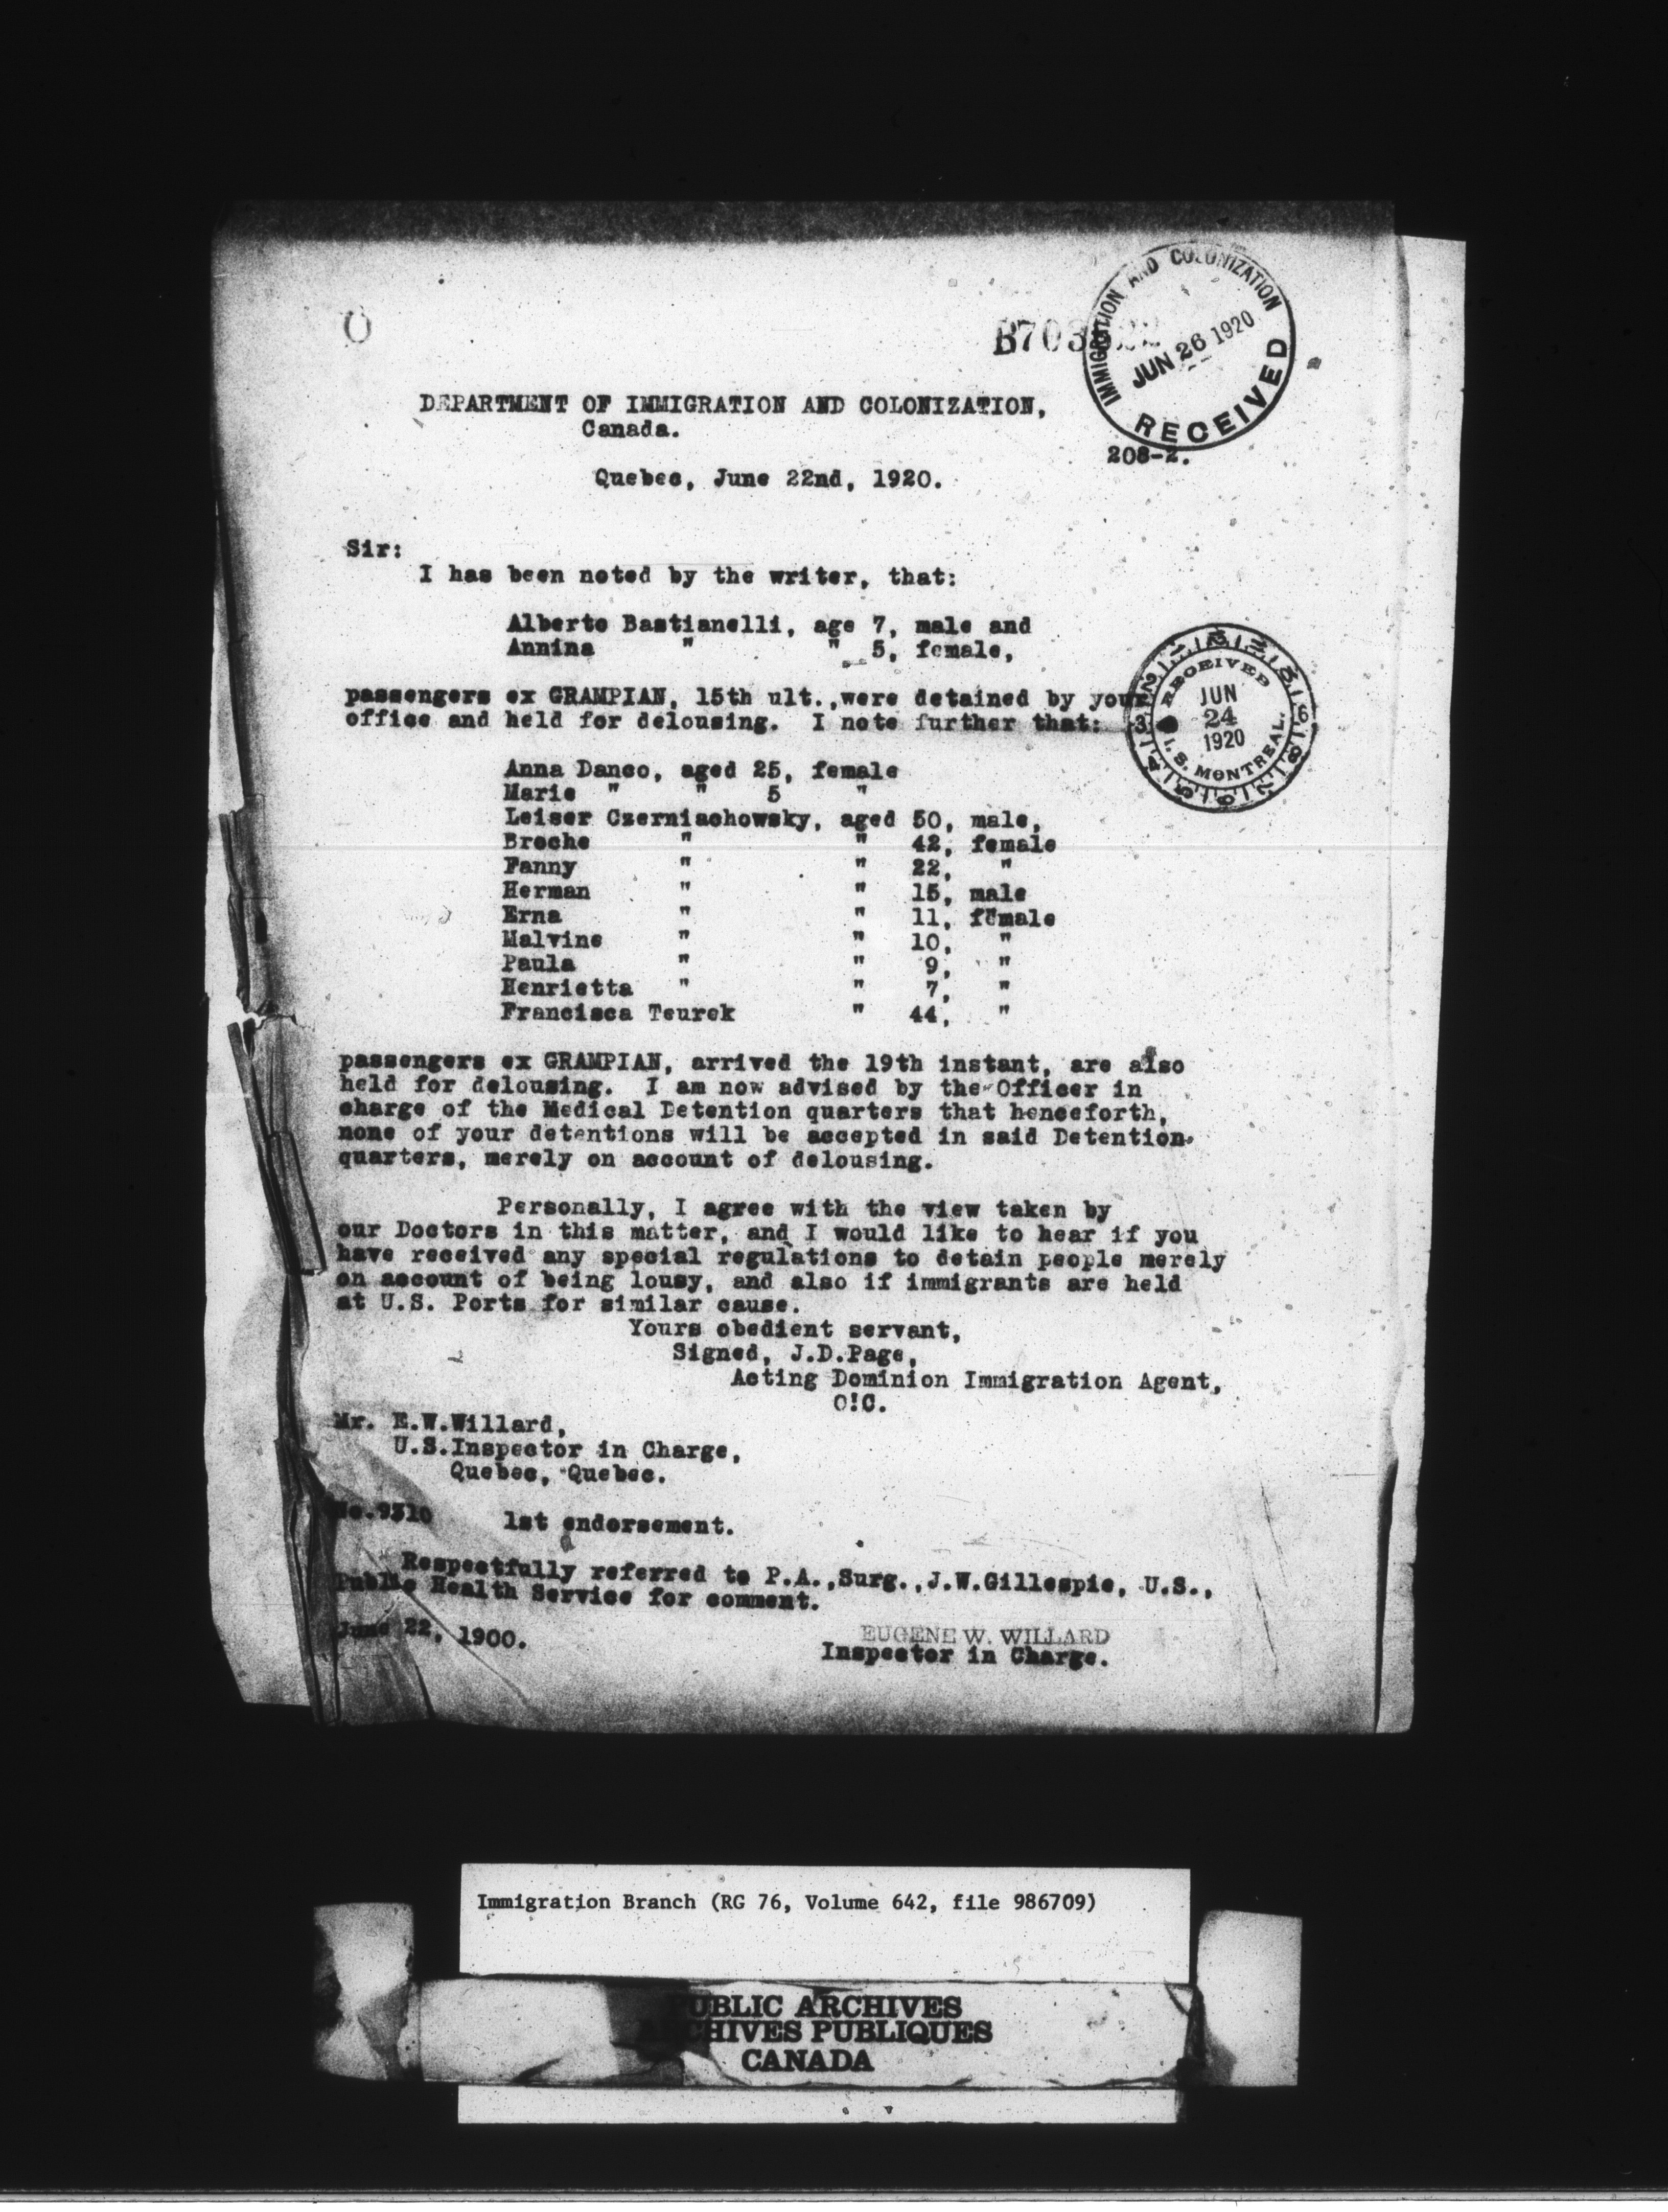 B703
IMMIGRATION AND COLONIZATION
JUN 26 1920
RECEIVED
DEPARTMENT OF IMMIGRATION AND COLONIZATION,
Canada.
208-2.
Quebec, June 22nd, 1920.
Sir:
I has been noted by the writer, that:
Alberto Bastianelli, age 7, male and
Annina " " 5, female,
passengers ex GRAMPIAN, 15th ult.,were detained by your
office and held for delousing. I note further that:
RECEIVED
JUN
24
1920
I. S. MONTREAL.
Anna Danco, aged 25, female
Marie " " 5 "
Leiser Czerniachowsky, aged 50, male,
Broche " " 42, female
Fanny " " 22, "
Herman " " 15, male
Erna " " 11, female
Malvine " " 10, "
Paula " " 9, "
Henrietta " " 7, "
Francisca Teurek " 44, "
passengers ex GRAMPIAN, arrived the 19th instant, are also
held for delousing. I am now advised by the Officer in
charge of the Medical Detention quarters that henceforth,
none of your detentions will be accepted in said Detention
quarters, merely on account of delousing.
Personally, I agree with the view taken by
our Doctors in this matter, and I would like to hear if you
have received any special regulations to detain people merely
on account of being lousy, and also if immigrants are held
at U.S. Ports for similar cause.
Yours obedient servant,
Signed, J.D.Page,
Acting Dominion Immigration Agent,
O!C.
Mr. E.W.Willard,
U.S.Inspector in Charge,
Quebec, Quebec.
No.9310 1st endorsement.
Respectfully referred to P.A.,Surg.,J.W.Gillespie, U.S.,
Public Health Service for comment.
June 22, 1900.
EUGENE W. WILLARD
Inspector in Charge.
Immigration Branch (RG 76, Volume 642, file 986709)
PUBLIC ARCHIVES
ARCHIVES PUBLIQUES
CANADA